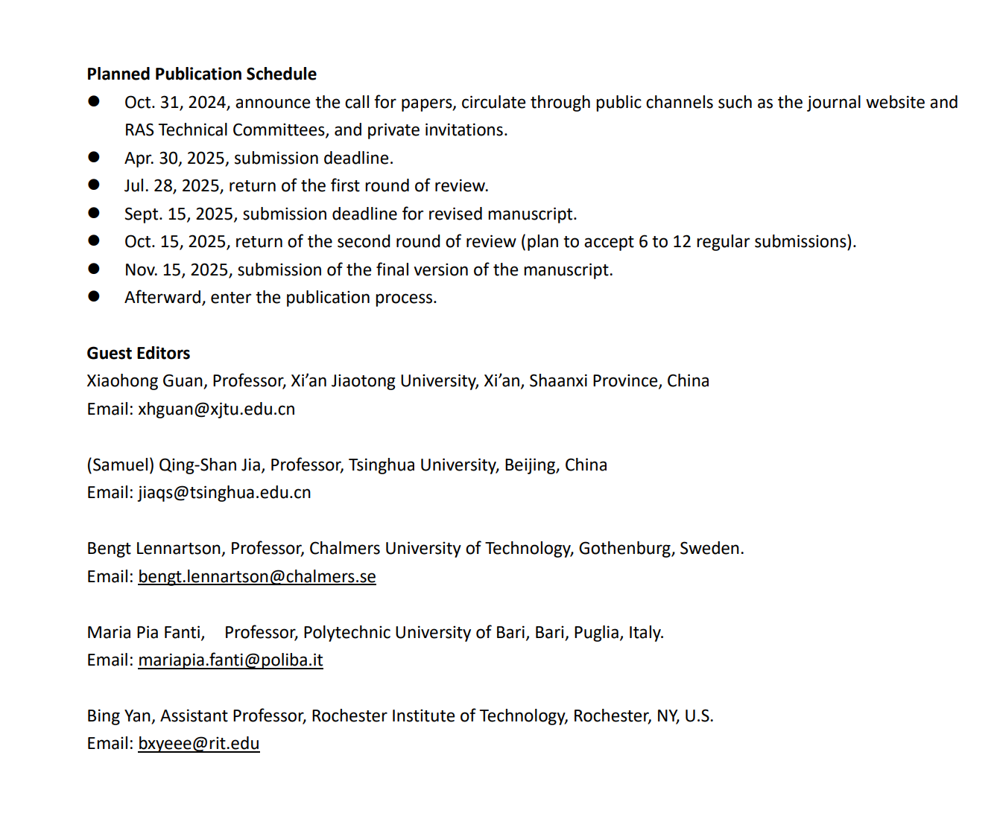 Planned Publication Schedule
● Oct. 31, 2024, announce the call for papers, circulate through public channels such as the journal website and
RAS Technical Committees, and private invitations.
● Apr. 30, 2025, submission deadline.
● Jul. 28, 2025, return of the first round of review.
● Sept. 15, 2025, submission deadline for revised manuscript.
● Oct. 15, 2025, return of the second round of review (plan to accept 6 to 12 regular submissions).
● Nov. 15, 2025, submission of the final version of the manuscript.
● Afterward, enter the publication process.
Guest Editors
Xiaohong Guan, Professor, Xi’an Jiaotong University, Xi’an, Shaanxi Province, China
Email: xhguan@xjtu.edu.cn
(Samuel) Qing-Shan Jia, Professor, Tsinghua University, Beijing, China
Email: jiaqs@tsinghua.edu.cn
Bengt Lennartson, Professor, Chalmers University of Technology, Gothenburg, Sweden.
Email: bengt.lennartson@chalmers.se
Maria Pia Fanti, Professor, Polytechnic University of Bari, Bari, Puglia, Italy.
Email: mariapia.fanti@poliba.it
Bing Yan, Assistant Professor, Rochester Institute of Technology, Rochester, NY, U.S.
Email: bxyeee@rit.edu